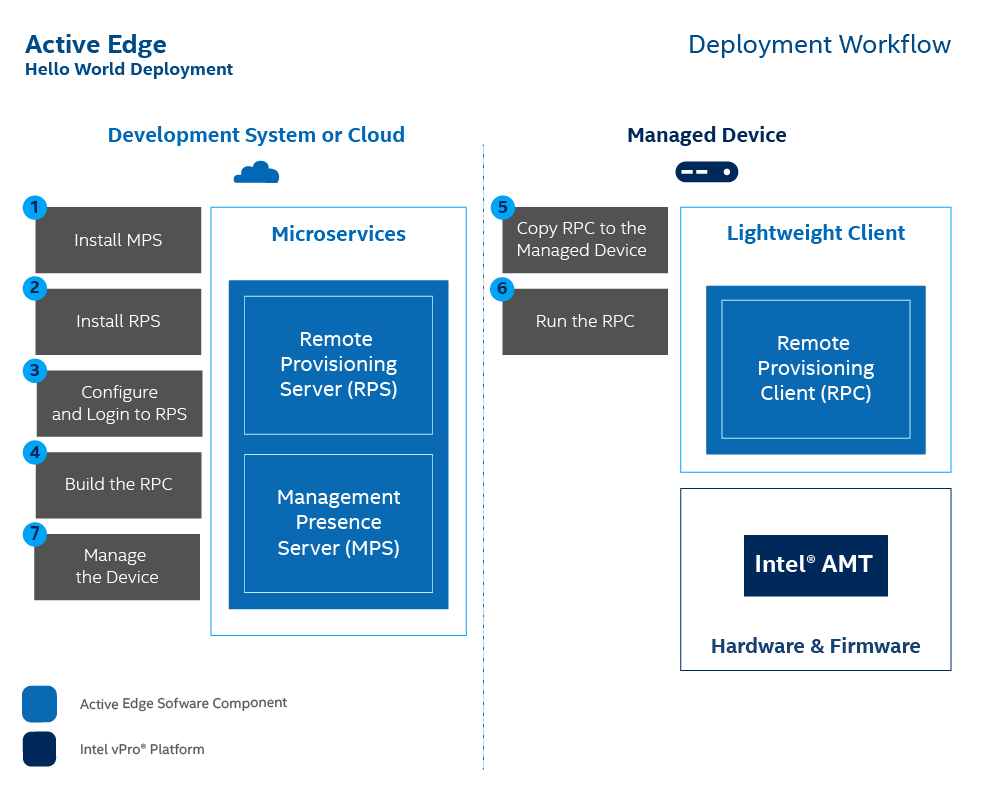 Active Edge
Hello World Deployment
Deployment Workflow
Development System or Cloud
1
Install MPS
2
Install RPS
3
Configure
and Login to RPS
4
Build the RPC
7
Manage
the Device
Microservices
Remote
Provisioning
Server (RPS)
Management
Presence
Server (MPS)
Managed Device
5
Copy RPC to the
Managed Device
6
Run the RPC
Lightweight Client
Remote
Provisioning
Client (RPC)
Intel® AMT
Hardware & Firmware
Active Edge Sofware Component
Intel vPro® Platform